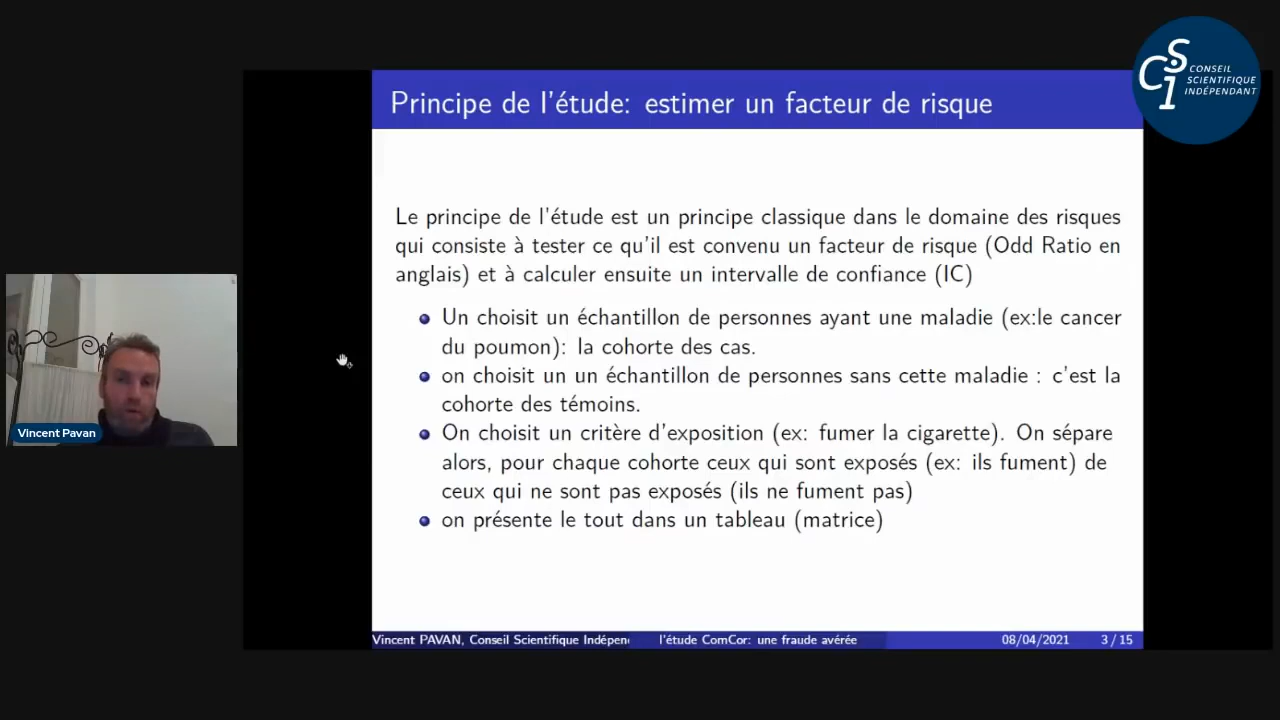 CSI
CONSEIL
SCIENTIFIQUE
INDÉPENDANT
Principe de l'étude: estimer un facteur de risque
Le principe de l'étude est un principe classique dans le domaine des risques
qui consiste à tester ce qu'il est convenu un facteur de risque (Odd Ratio en
anglais) et à calculer ensuite un intervalle de confiance (IC)
Un choisit un échantillon de personnes ayant une maladie (ex:le cancer
du poumon): la cohorte des cas.
on choisit un un échantillon de personnes sans cette maladie : c'est la
cohorte des témoins.
On choisit un critère d'exposition (ex: fumer la cigarette). On sépare
alors, pour chaque cohorte ceux qui sont exposés (ex: ils fument) de
ceux qui ne sont pas exposés (ils ne fument pas)
on présente le tout dans un tableau (matrice)
Vincent Pavan
Vincent PAVAN, Conseil Scientifique Indépen l'étude ComCor: une fraude avérée 08/04/2021 3 / 15